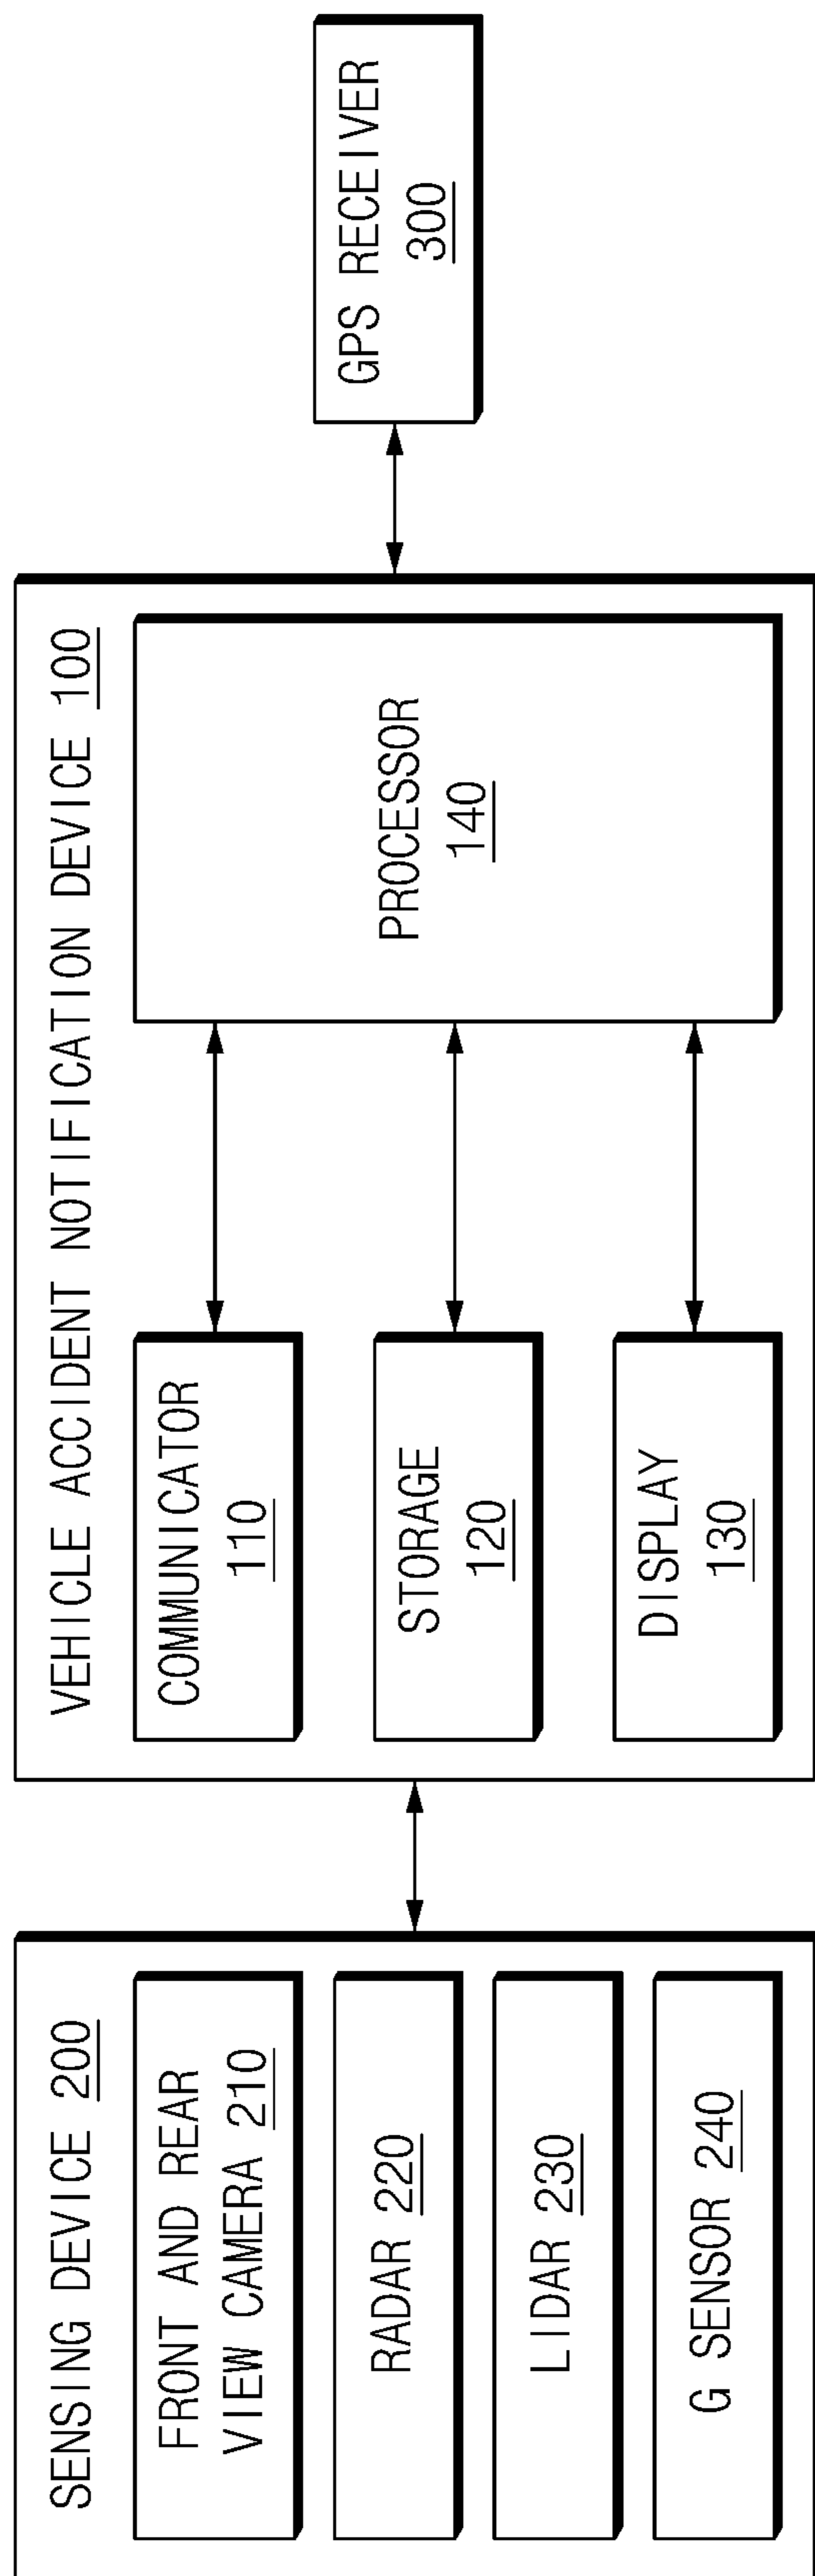 SENSING DEVICE 200
FRONT AND REAR
VIEW CAMERA 210
RADAR 220
LIDAR 230
G SENSOR 240
VEHICLE ACCIDENT NOTIFICATION DEVICE 100
COMMUNICATOR
110
STORAGE
120
DISPLAY
130
PROCESSOR
140
GPS RECEIVER
300